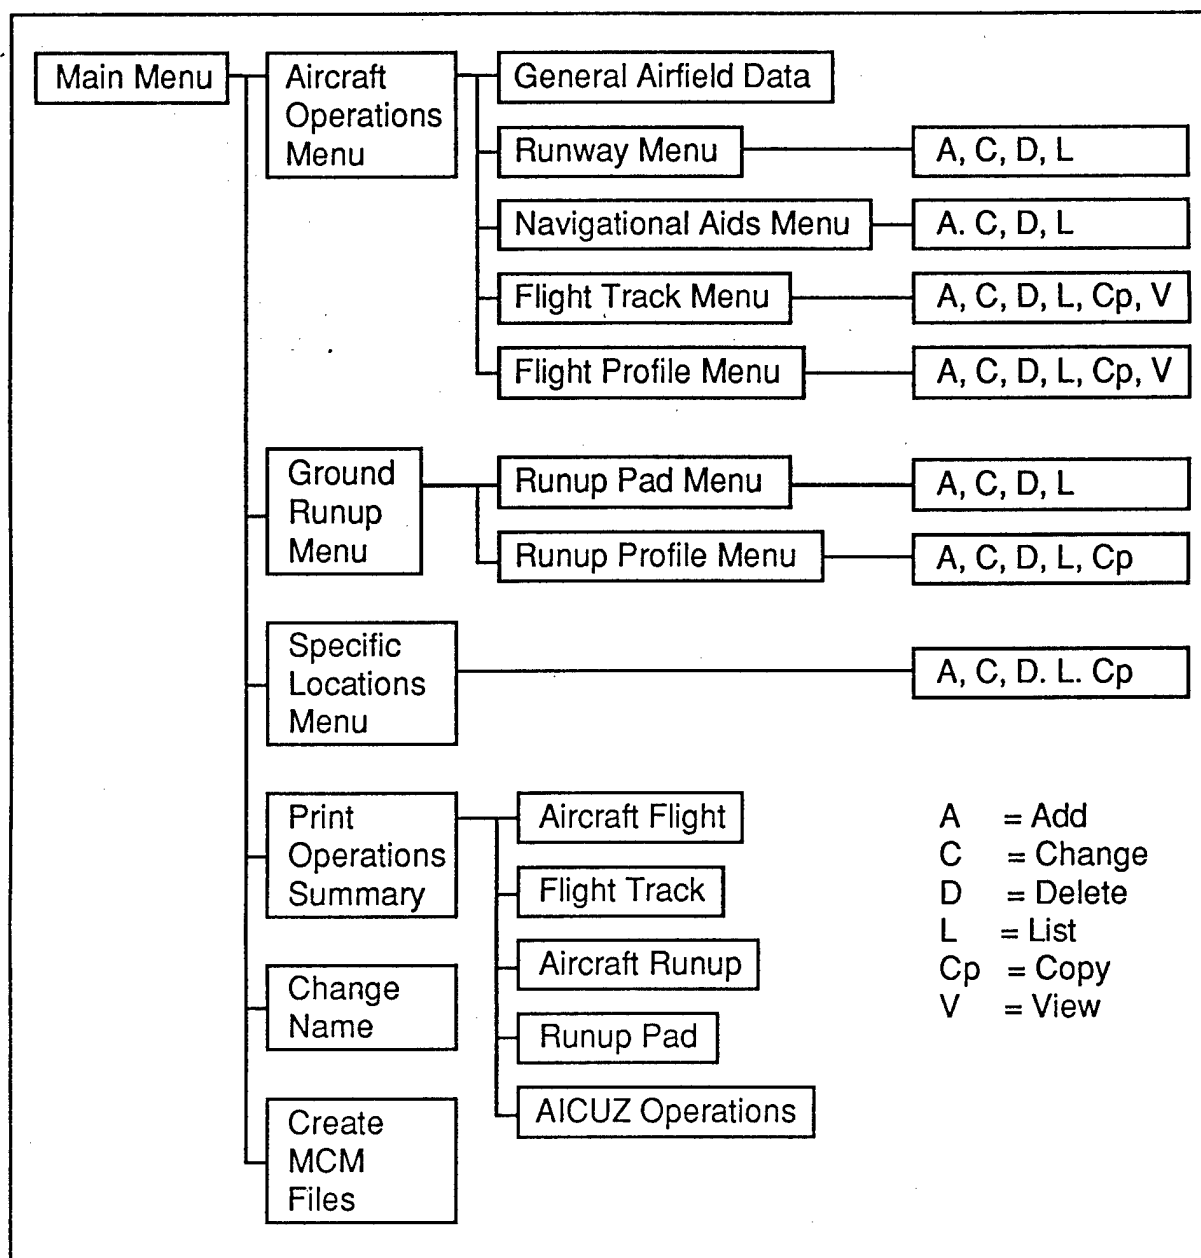 Main Menu
Aircraft
Operations
Menu
General Airfield Data
Runway Menu
A, C, D, L
Navigational Aids Menu
A. C, D, L
Flight Track Menu
A, C, D, L, Cp, V
Flight Profile Menu
A, C, D, L, Cp, V
Ground
Runup
Menu
Runup Pad Menu
A, C, D, L
Runup Profile Menu
A, C, D, L, Cp
Specific
Locations
Menu
A, C, D. L. Cp
Print
Operations
Summary
Aircraft Flight
Flight Track
Aircraft Runup
Runup Pad
AICUZ Operations
Change
Name
Create
MCM
Files
A = Add
C = Change
D = Delete
L = List
Cp = Copy
V = View